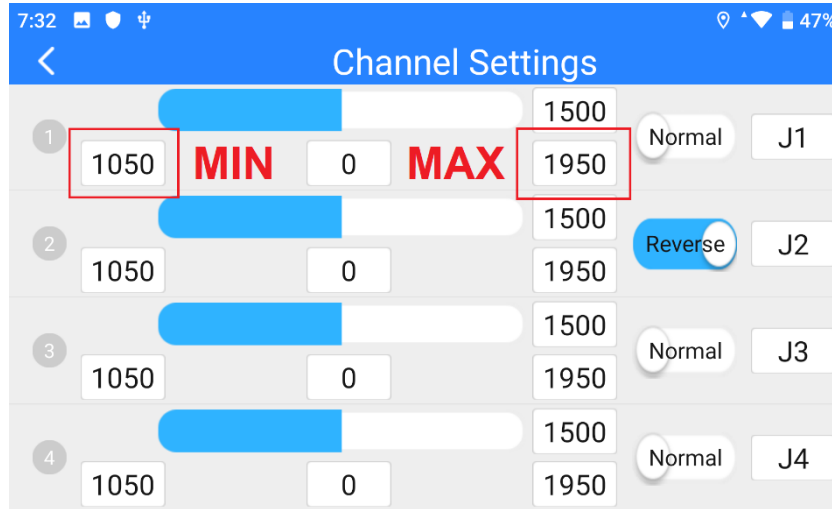 7:32 47%
Channel Settings
1500
1 Normal J1
1050 MIN 0 MAX 1950
1500
2 Reverse J2
1050 0 1950
1500
3 Normal J3
1050 0 1950
1500
4 Normal J4
1050 0 1950